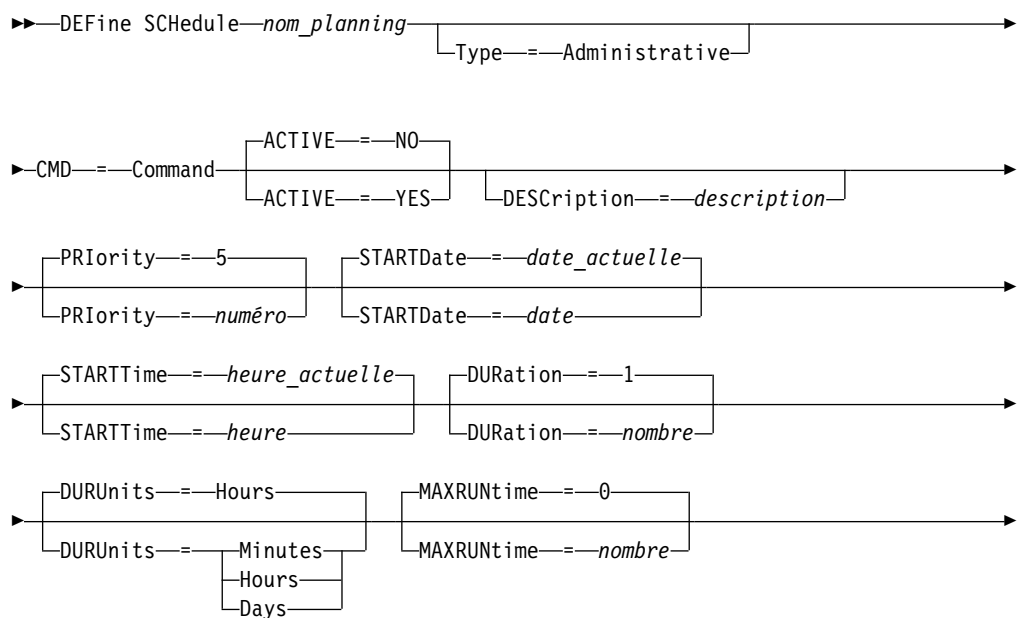 DEFine SCHedule nom_planning
Type = Administrative
CMD = Command ACTIVE = NO
ACTIVE = YES DESCription = description
PRIority = 5 STARTDate = date_actuelle
PRIority = numéro STARTDate = date
STARTTime = heure_actuelle DURation = 1
STARTTime = heure DURation = nombre
DURUnits = Hours MAXRUNtime = 0
DURUnits = Minutes MAXRUNtime = nombre
Hours
Days